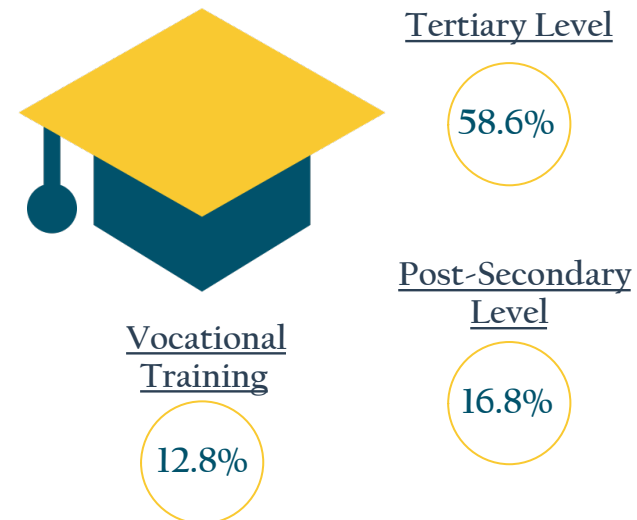 Tertiary Level
58.6%
Post-Secondary
Level
16.8%
Vocational
Training
12.8%